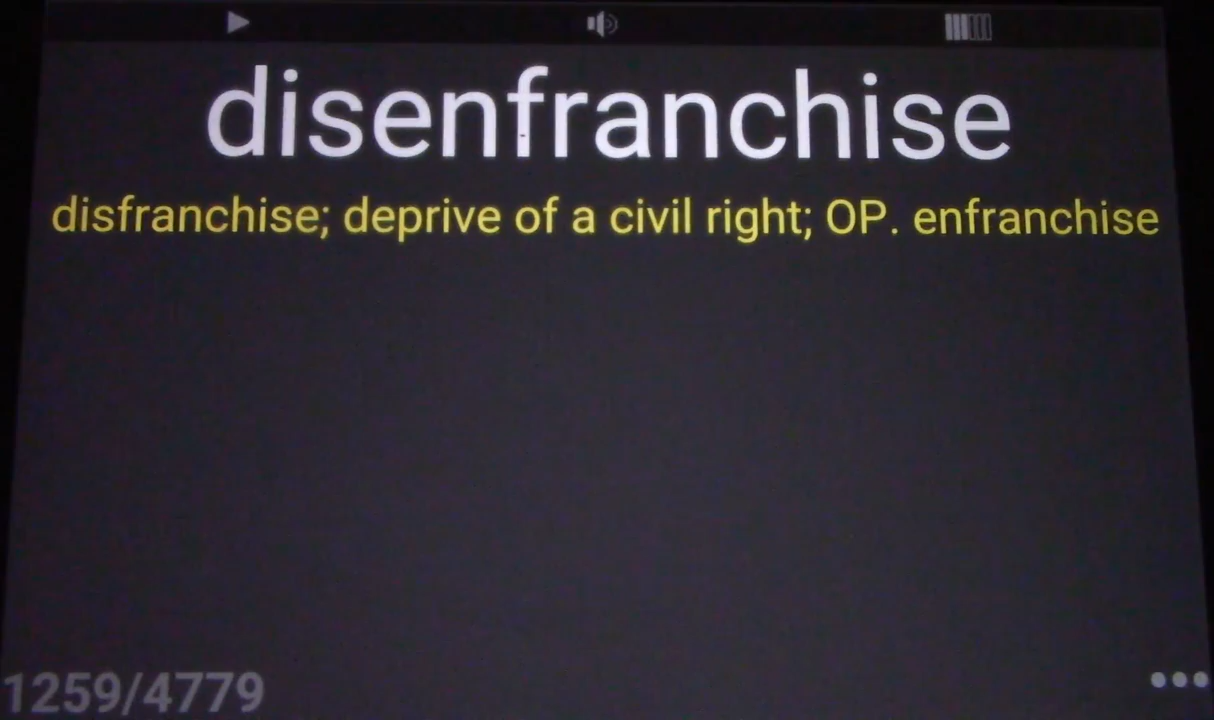 disenfranchise
disfranchise; deprive of a civil right; OP. enfranchise
1259/4779